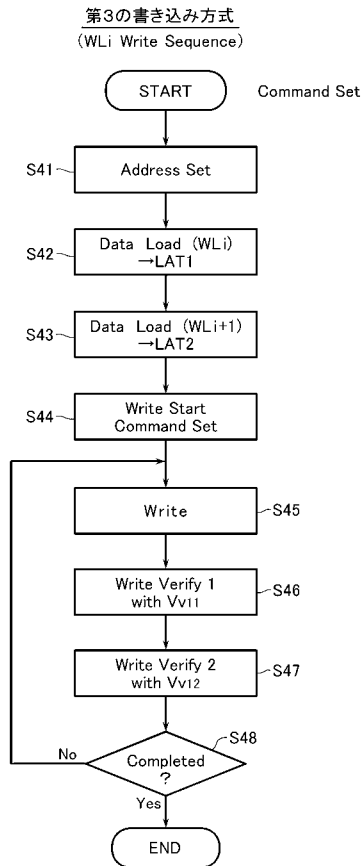 第3の書き込み方式
(WLi Write Sequence)
START
Command Set
S41
Address Set
S42
Data Load (WLi)
→LAT1
S43
Data Load (WLi+1)
→LAT2
S44
Write Start
Command Set
Write
S45
Write Verify 1
with Vv11
S46
Write Verify 2
with Vv12
S47
S48
No
Completed
?
Yes
END